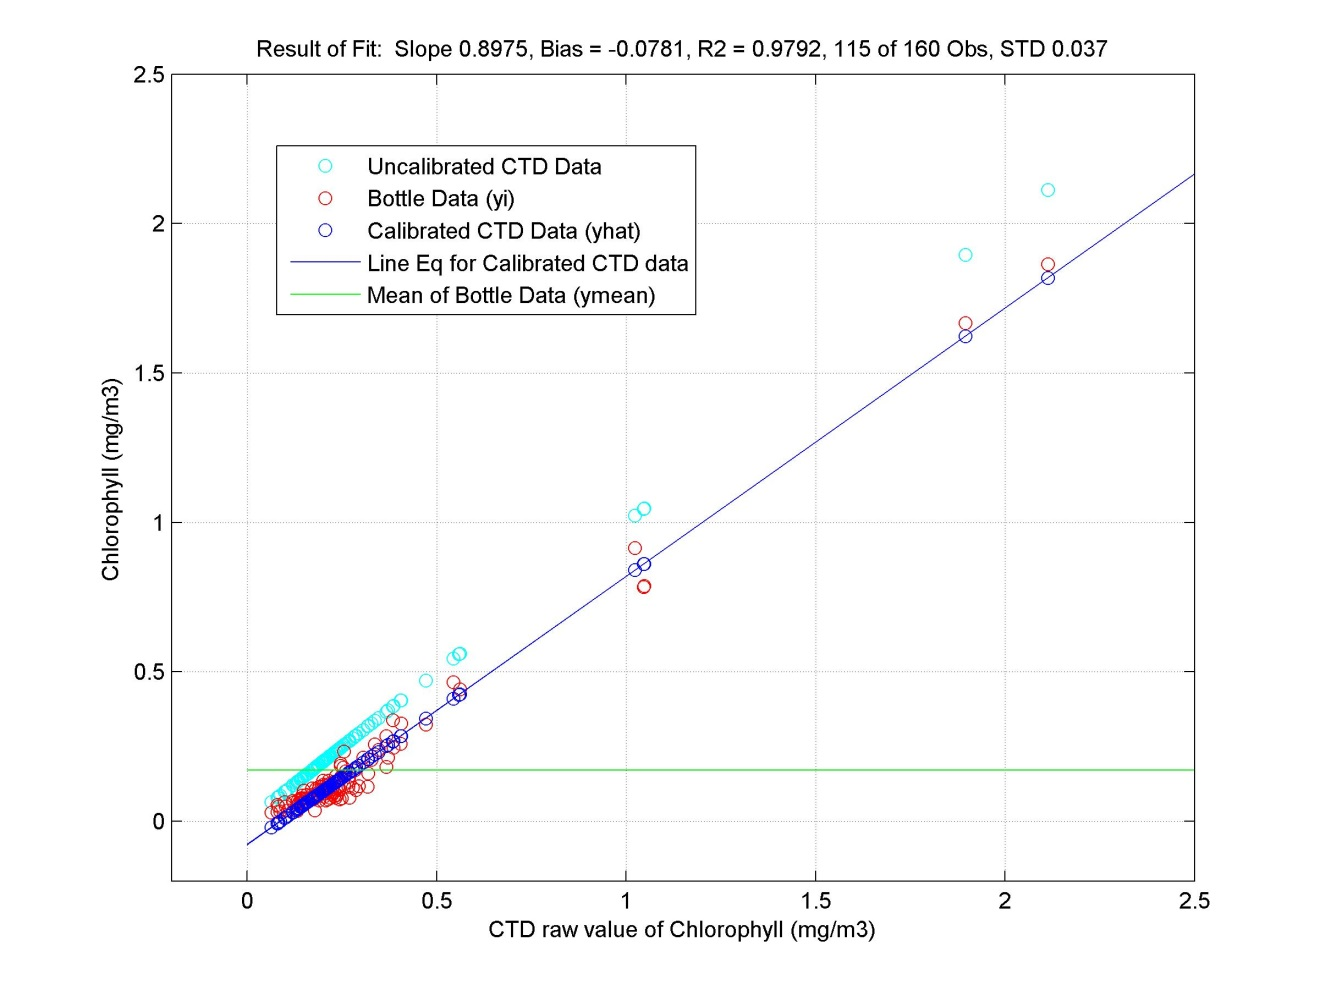 Result of Fit:  Slope 0.8975, Bias = -0.0781, R2 = 0.9792, 115 of 160 Obs, STD 0.037
2.5
2
1.5
1
0.5
0
Chlorophyll (mg/m3)
Uncalibrated CTD Data
Bottle Data (yi)
Calibrated CTD Data (yhat)
Line Eq for Calibrated CTD data
Mean of Bottle Data (ymean)
0 0.5 1 1.5 2 2.5
CTD raw value of Chlorophyll (mg/m3)